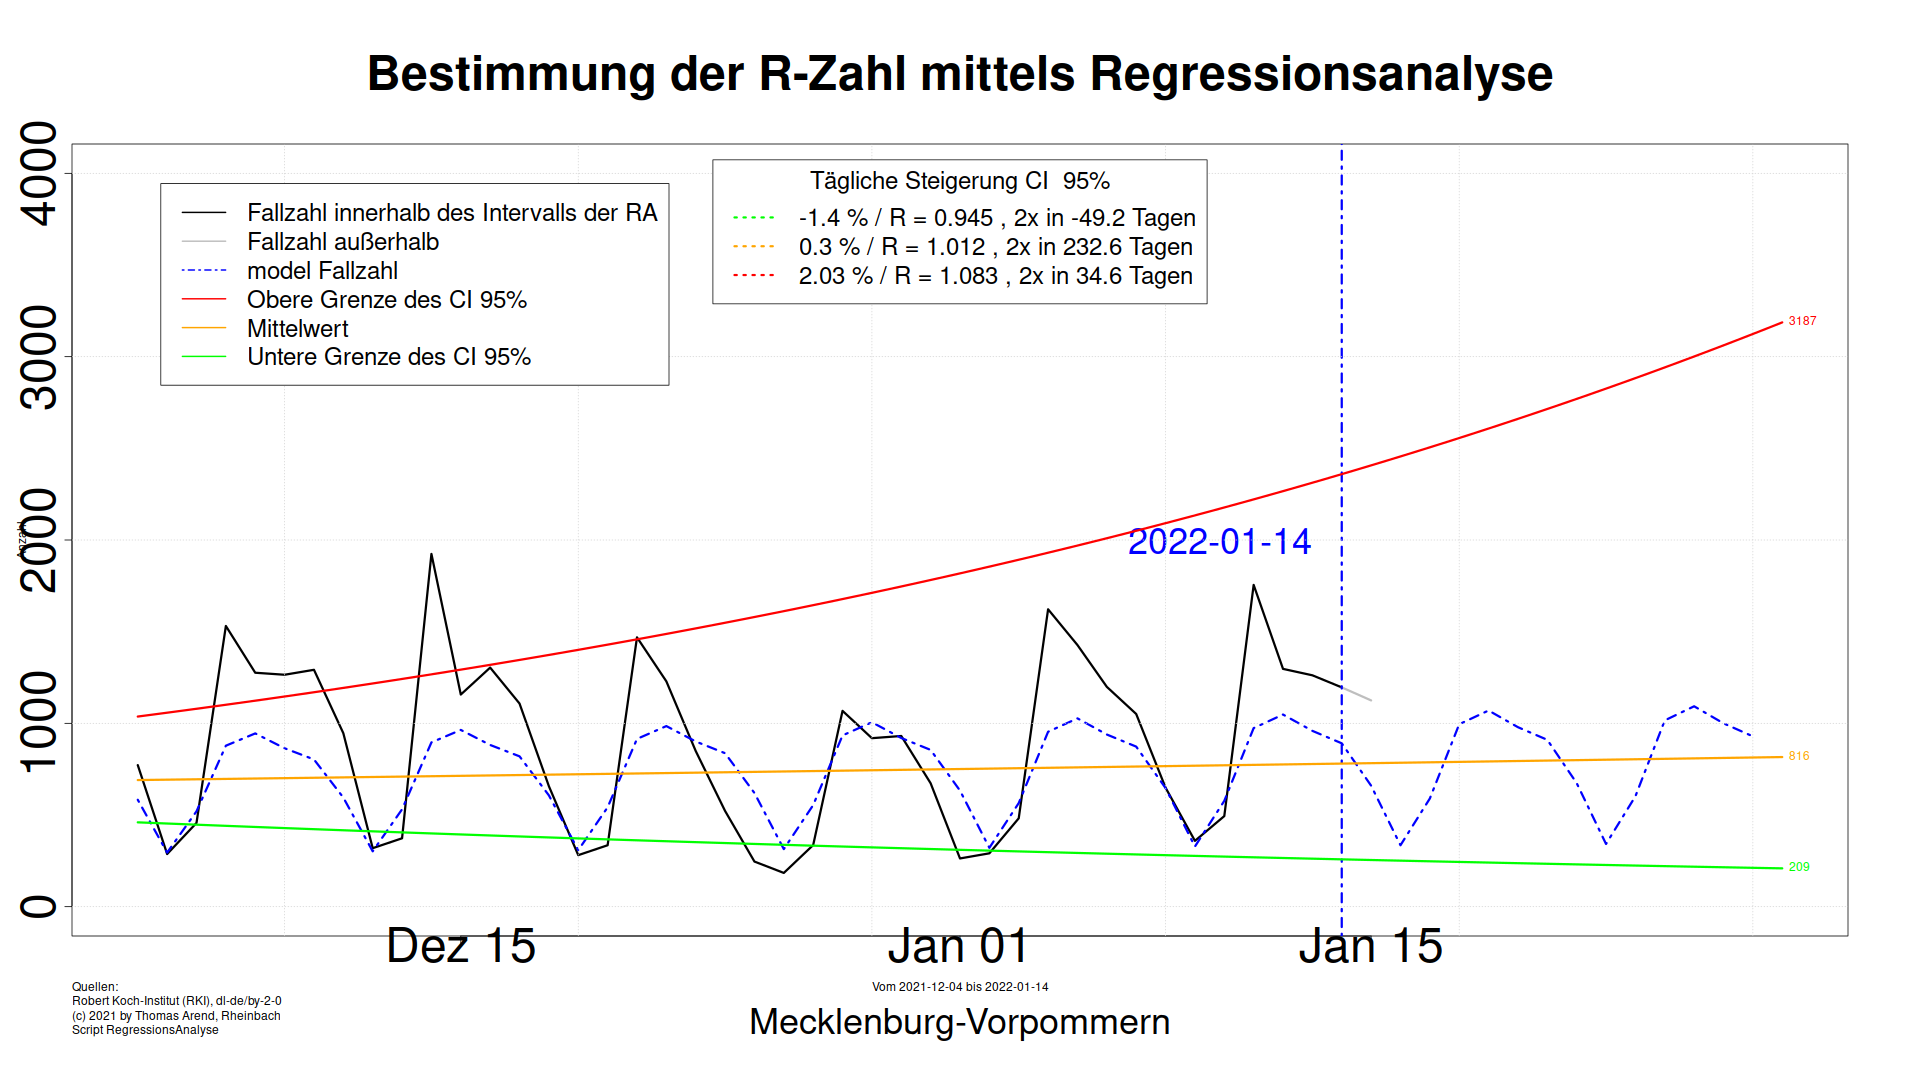 Bestimmung der R-Zahl mittels Regressionsanalyse
4000
3000
2000
1000
0
Anzahl
Fallzahl innerhalb des Intervalls der RA
Fallzahl außerhalb
model Fallzahl
Obere Grenze des CI 95%
Mittelwert
Untere Grenze des CI 95%
Tägliche Steigerung CI  95%
-1.4 % / R = 0.945 , 2x in -49.2 Tagen
0.3 % / R = 1.012 , 2x in 232.6 Tagen
2.03 % / R = 1.083 , 2x in 34.6 Tagen
3187
2022-01-14
816
209
Dez 15
Jan 01
Jan 15
Quellen:
Robert Koch-Institut (RKI), dl-de/by-2-0
(c) 2021 by Thomas Arend, Rheinbach
Script RegressionsAnalyse
Vom 2021-12-04 bis 2022-01-14
Mecklenburg-Vorpommern